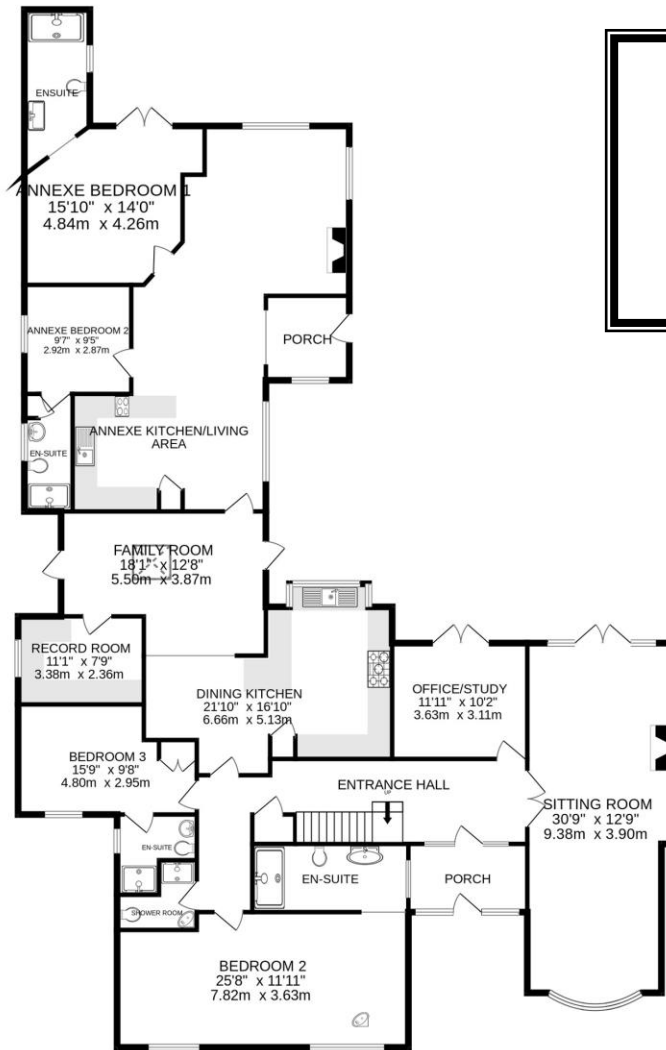 ENSUITE
ANNEXE BEDROOM 1
15'10" x 14'0"
4.84m x 4.26m
ANNEXE BEDROOM 2
9'7" x 9'5"
2.92m x 2.87m
PORCH
ANNEXE KITCHEN/LIVING
AREA
EN-SUITE
FAMILY ROOM
18'1" x 12'8"
5.50m x 3.87m
RECORD ROOM
11'1" x 7'9"
3.38m x 2.36m
DINING KITCHEN
21'10" x 16'10"
6.66m x 5.13m
OFFICE/STUDY
11'11" x 10'2"
3.63m x 3.11m
BEDROOM 3
15'9" x 9'8"
4.80m x 2.95m
ENTRANCE HALL
UP
SITTING ROOM
30'9" x 12'9"
9.38m x 3.90m
EN-SUITE
EN-SUITE
PORCH
SHOWER ROOM
BEDROOM 2
25'8" x 11'11"
7.82m x 3.63m